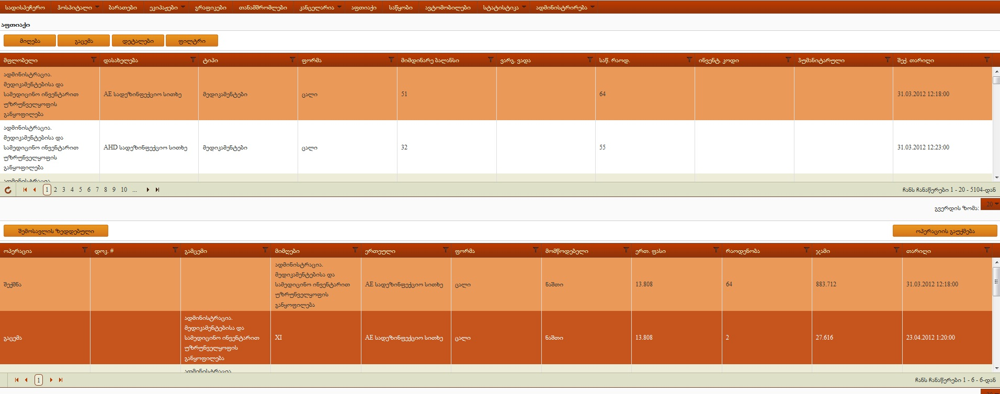 სადისპეჩერო ჰოსპიტალი ბარათები ეკიპაჟები გრაფიკები თანამშრომლები კანცელარია აფთიაქი საწყობი ავტომობილები სტატისტიკა ადმინისტრირება
აფთიაქი
მიღება გაცემა დეტალები ფილტრი
მფლობელი დასახელება ტიპი ფორმა მიმდინარე ბალანსი ვარგ. ვადა საწ. რაოდ. ინვენტ. კოდი ჰუმანიტარული შექ. თარიღი
ადმინისტრაცია.
მედიკამენტებისა და
სამედიცინო ინვენტარით AE სადეზინფექციო სითხე მედიკამენტები ცალი 51 64 31.03.2012 12:18:00
უზრუნველყოფის
განყოფილება
ადმინისტრაცია.
მედიკამენტებისა და
სამედიცინო ინვენტარით AHD სადეზინფექციო სითხე მედიკამენტები ცალი 32 55 31.03.2012 12:23:00
უზრუნველყოფის
განყოფილება
ადმინისტრაცია.
1 2 3 4 5 6 7 8 9 10 ... ჩანს ჩანაწერები 1 - 20 - 5104-დან
გვერდის ზომა: 20
შემოსავლის ზედდებული ოპერაციის გაუქმება
ოპერაცია დოკ. # გამცემი მიმღები ერთეული ფორმა მომწოდებელი ერთ. ფასი რაოდენობა ჯამი თარიღი
ადმინისტრაცია.
მედიკამენტებისა და
შექმნა სამედიცინო ინვენტარით AE სადეზინფექციო სითხე ცალი ნაშთი 13.808 64 883.712 31.03.2012 12:18:00
უზრუნველყოფის
განყოფილება
ადმინისტრაცია.
მედიკამენტებისა და
გაცემა სამედიცინო ინვენტარით XI AE სადეზინფექციო სითხე ცალი ნაშთი 13.808 2 27.616 23.04.2012 1:20:00
უზრუნველყოფის
განყოფილება
ადმინისტრაცია.
1 ჩანს ჩანაწერები 1 - 6 - 6-დან